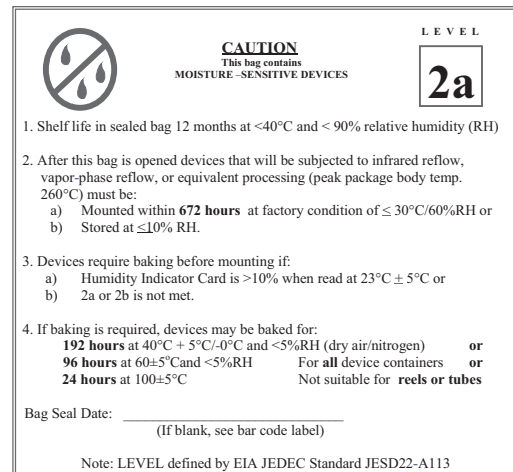 LEVEL
CAUTION
This bag contains
MOISTURE –SENSITIVE DEVICES
2a
1. Shelf life in sealed bag 12 months at <40°C and < 90% relative humidity (RH)
2. After this bag is opened devices that will be subjected to infrared reflow,
vapor-phase reflow, or equivalent processing (peak package body temp.
260°C) must be:
a) Mounted within 672 hours at factory condition of ≤ 30°C/60%RH or
b) Stored at ≤10% RH.
3. Devices require baking before mounting if:
a) Humidity Indicator Card is >10% when read at 23°C ± 5°C or
b) 2a or 2b is not met.
4. If baking is required, devices may be baked for:
192 hours at 40°C + 5°C/-0°C and <5%RH (dry air/nitrogen) or
96 hours at 60±5°Cand <5%RH For all device containers or
24 hours at 100±5°C Not suitable for reels or tubes
Bag Seal Date: ____________________________
(If blank, see bar code label)
Note: LEVEL defined by EIA JEDEC Standard JESD22-A113